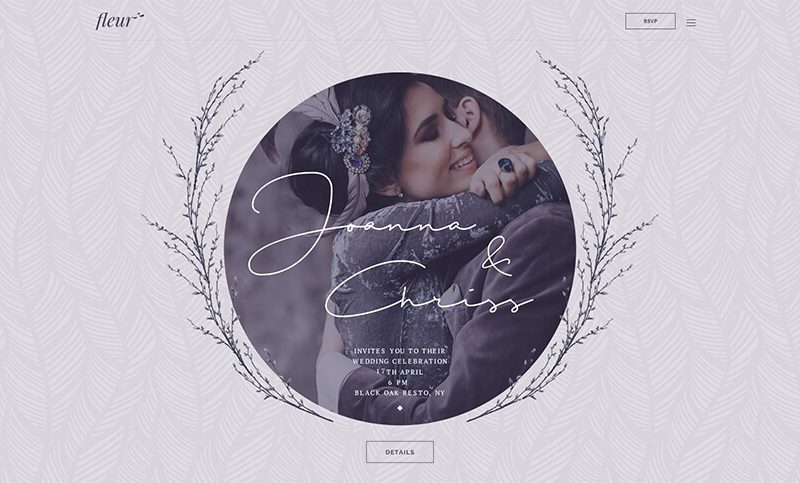 fleur
RSVP
Joanna
&
Chriss
INVITES YOU TO THEIR
WEDDING CELEBRATION
17TH APRIL
6 PM
BLACK OAK RESTO, NY
DETAILS